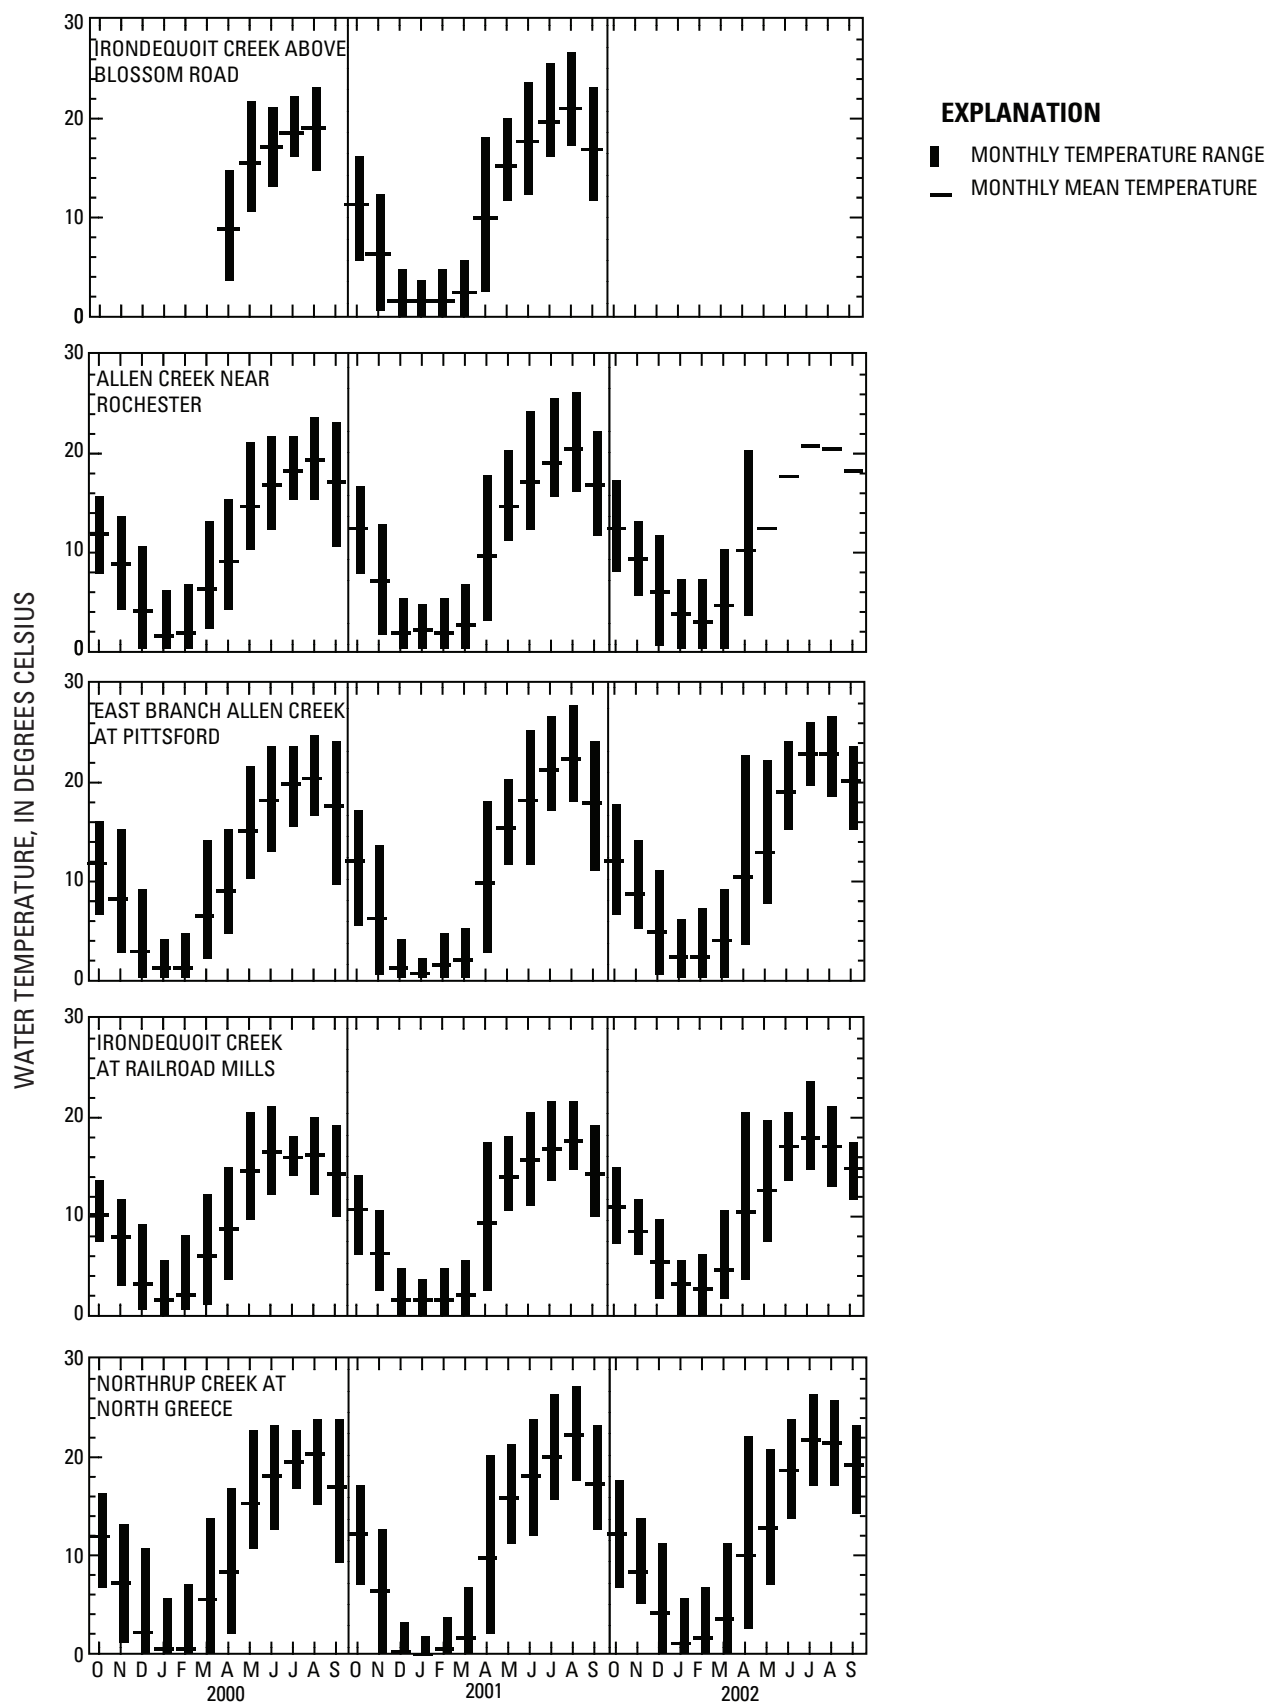 30
IRONDEQUOIT CREEK ABOVE
BLOSSOM ROAD
20
10
0
EXPLANATION
MONTHLY TEMPERATURE RANGE
MONTHLY MEAN TEMPERATURE
WATER TEMPERATURE, IN DEGREES CELSIUS
30
ALLEN CREEK NEAR
ROCHESTER
20
10
0
30
EAST BRANCH ALLEN CREEK
AT PITTSFORD
20
10
0
30
IRONDEQUOIT CREEK
AT RAILROAD MILLS
20
10
0
30
NORTHRUP CREEK AT
NORTH GREECE
20
10
0
O N D J F M A M J J A S O N D J F M A M J J A S O N D J F M A M J J A S
2000 2001 2002